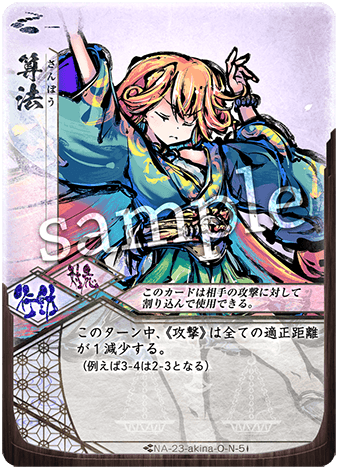 算法
さんぽう
sample
対応
行動
このカードは相手の攻撃に対して
割り込んで使用できる。
このターン中、《攻撃》は全ての適正距離
が1減少する。
(例えば3-4は2-3となる)
NA-23-akina-O-N-5